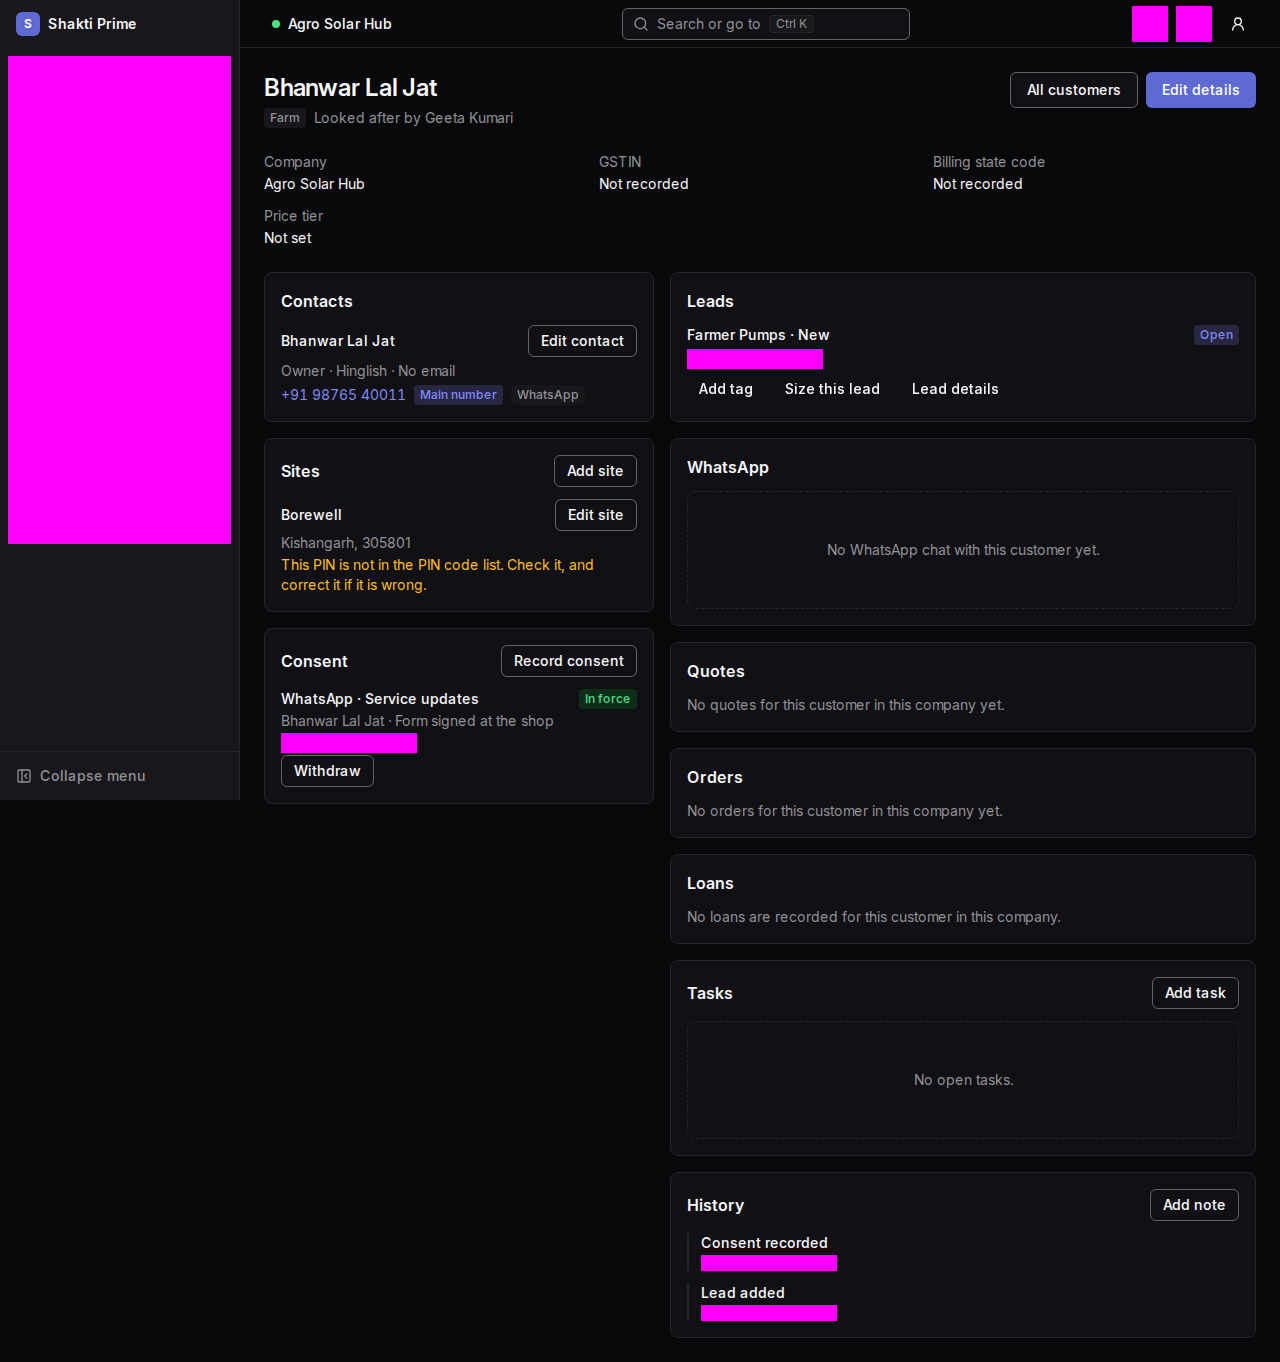 S Shakti Prime
Agro Solar Hub
Search or go to Ctrl K
Bhanwar Lal Jat
All customers
Edit details
Farm Looked after by Geeta Kumari
Company
Agro Solar Hub
GSTIN
Not recorded
Billing state code
Not recorded
Price tier
Not set
Contacts
Bhanwar Lal Jat
Edit contact
Owner · Hinglish · No email
+91 98765 40011 Main number WhatsApp
Sites
Add site
Borewell
Edit site
Kishangarh, 305801
This PIN is not in the PIN code list. Check it, and
correct it if it is wrong.
Consent
Record consent
WhatsApp · Service updates
In force
Bhanwar Lal Jat · Form signed at the shop
Withdraw
Leads
Farmer Pumps · New
Open
Add tag Size this lead Lead details
WhatsApp
No WhatsApp chat with this customer yet.
Quotes
No quotes for this customer in this company yet.
Orders
No orders for this customer in this company yet.
Loans
No loans are recorded for this customer in this company.
Tasks
Add task
No open tasks.
History
Add note
Consent recorded
Lead added
Collapse menu